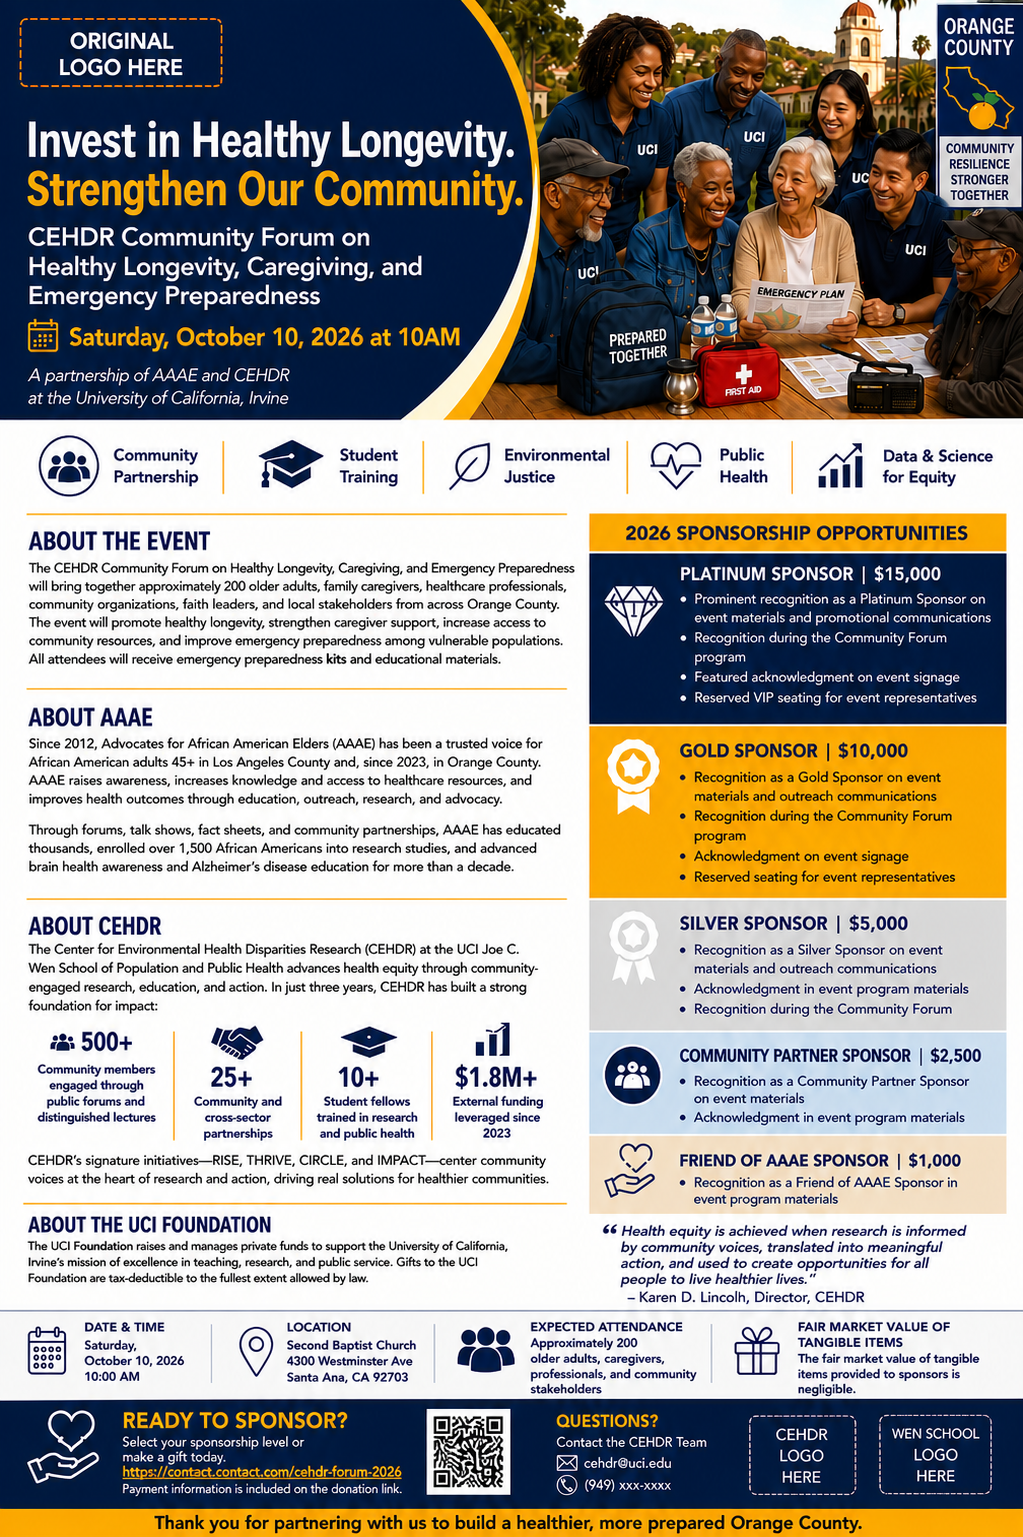 ORIGINAL
LOGO HERE
Invest in Healthy Longevity.
Strengthen Our Community.
CEHDR Community Forum on
Healthy Longevity, Caregiving, and
Emergency Preparedness
Saturday, October 10, 2026 at 10AM
A partnership of AAAE and CEHDR
at the University of California, Irvine
ORANGE
COUNTY
COMMUNITY
RESILIENCE
STRONGER
TOGETHER
UCI
UCI
UC
UCI
UCI
EMERGENCY PLAN
PREPARED
TOGETHER
FIRST AID
Community
Partnership
Student
Training
Environmental
Justice
Public
Health
Data & Science
for Equity
ABOUT THE EVENT
The CEHDR Community Forum on Healthy Longevity, Caregiving, and Emergency Preparedness
will bring together approximately 200 older adults, family caregivers, healthcare professionals,
community organizations, faith leaders, and local stakeholders from across Orange County.
The event will promote healthy longevity, strengthen caregiver support, increase access to
community resources, and improve emergency preparedness among vulnerable populations.
All attendees will receive emergency preparedness kits and educational materials.
ABOUT AAAE
Since 2012, Advocates for African American Elders (AAAE) has been a trusted voice for
African American adults 45+ in Los Angeles County and, since 2023, in Orange County.
AAAE raises awareness, increases knowledge and access to healthcare resources, and
improves health outcomes through education, outreach, research, and advocacy.
Through forums, talk shows, fact sheets, and community partnerships, AAAE has educated
thousands, enrolled over 1,500 African Americans into research studies, and advanced
brain health awareness and Alzheimer's disease education for more than a decade.
ABOUT CEHDR
The Center for Environmental Health Disparities Research (CEHDR) at the UCI Joe C.
Wen School of Population and Public Health advances health equity through community-
engaged research, education, and action. In just three years, CEHDR has built a strong
foundation for impact:
500+
Community members
engaged through
public forums and
distinguished lectures
25+
Community and
cross-sector
partnerships
10+
Student fellows
trained in research
and public health
$1.8M+
External funding
leveraged since
2023
CEHDR's signature initiatives—RISE, THRIVE, CIRCLE, and IMPACT—center community
voices at the heart of research and action, driving real solutions for healthier communities.
ABOUT THE UCI FOUNDATION
The UCI Foundation raises and manages private funds to support the University of California,
Irvine's mission of excellence in teaching, research, and public service. Gifts to the UCI
Foundation are tax-deductible to the fullest extent allowed by law.
2026 SPONSORSHIP OPPORTUNITIES
PLATINUM SPONSOR | $15,000
• Prominent recognition as a Platinum Sponsor on
event materials and promotional communications
• Recognition during the Community Forum
program
• Featured acknowledgment on event signage
• Reserved VIP seating for event representatives
GOLD SPONSOR | $10,000
• Recognition as a Gold Sponsor on event
materials and outreach communications
• Recognition during the Community Forum
program
• Acknowledgment on event signage
• Reserved seating for event representatives
SILVER SPONSOR | $5,000
• Recognition as a Silver Sponsor on event
materials and outreach communications
• Acknowledgment in event program materials
• Recognition during the Community Forum
COMMUNITY PARTNER SPONSOR | $2,500
• Recognition as a Community Partner Sponsor
on event materials
• Acknowledgment in event program materials
FRIEND OF AAAE SPONSOR | $1,000
• Recognition as a Friend of AAAE Sponsor in
event program materials
“ Health equity is achieved when research is informed
by community voices, translated into meaningful
action, and used to create opportunities for all
people to live healthier lives.”
– Karen D. Lincolh, Director, CEHDR
DATE & TIME
Saturday,
October 10, 2026
10:00 AM
LOCATION
Second Baptist Church
4300 Westminster Ave
Santa Ana, CA 92703
EXPECTED ATTENDANCE
Approximately 200
older adults, caregivers,
professionals, and community
stakeholders
FAIR MARKET VALUE OF
TANGIBLE ITEMS
The fair market value of tangible
items provided to sponsors is
negligible.
READY TO SPONSOR?
Select your sponsorship level or
make a gift today.
https://contact.contact.com/cehdr-forum-2026
Payment information is included on the donation link.
QUESTIONS?
Contact the CEHDR Team
cehdr@uci.edu
(949) xxx-xxxx
CEHDR
LOGO
HERE
WEN SCHOOL
LOGO
HERE
Thank you for partnering with us to build a healthier, more prepared Orange County.